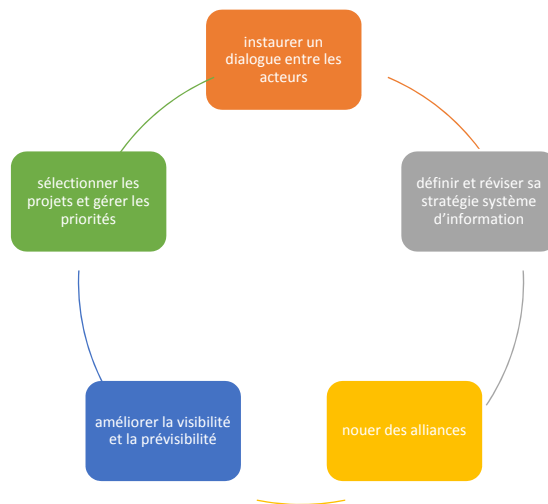 instaurer un
dialogue entre les
acteurs
définir et réviser sa
stratégie système
d’information
nouer des alliances
améliorer la visibilité
et la prévisibilité
sélectionner les
projets et gérer les
priorités